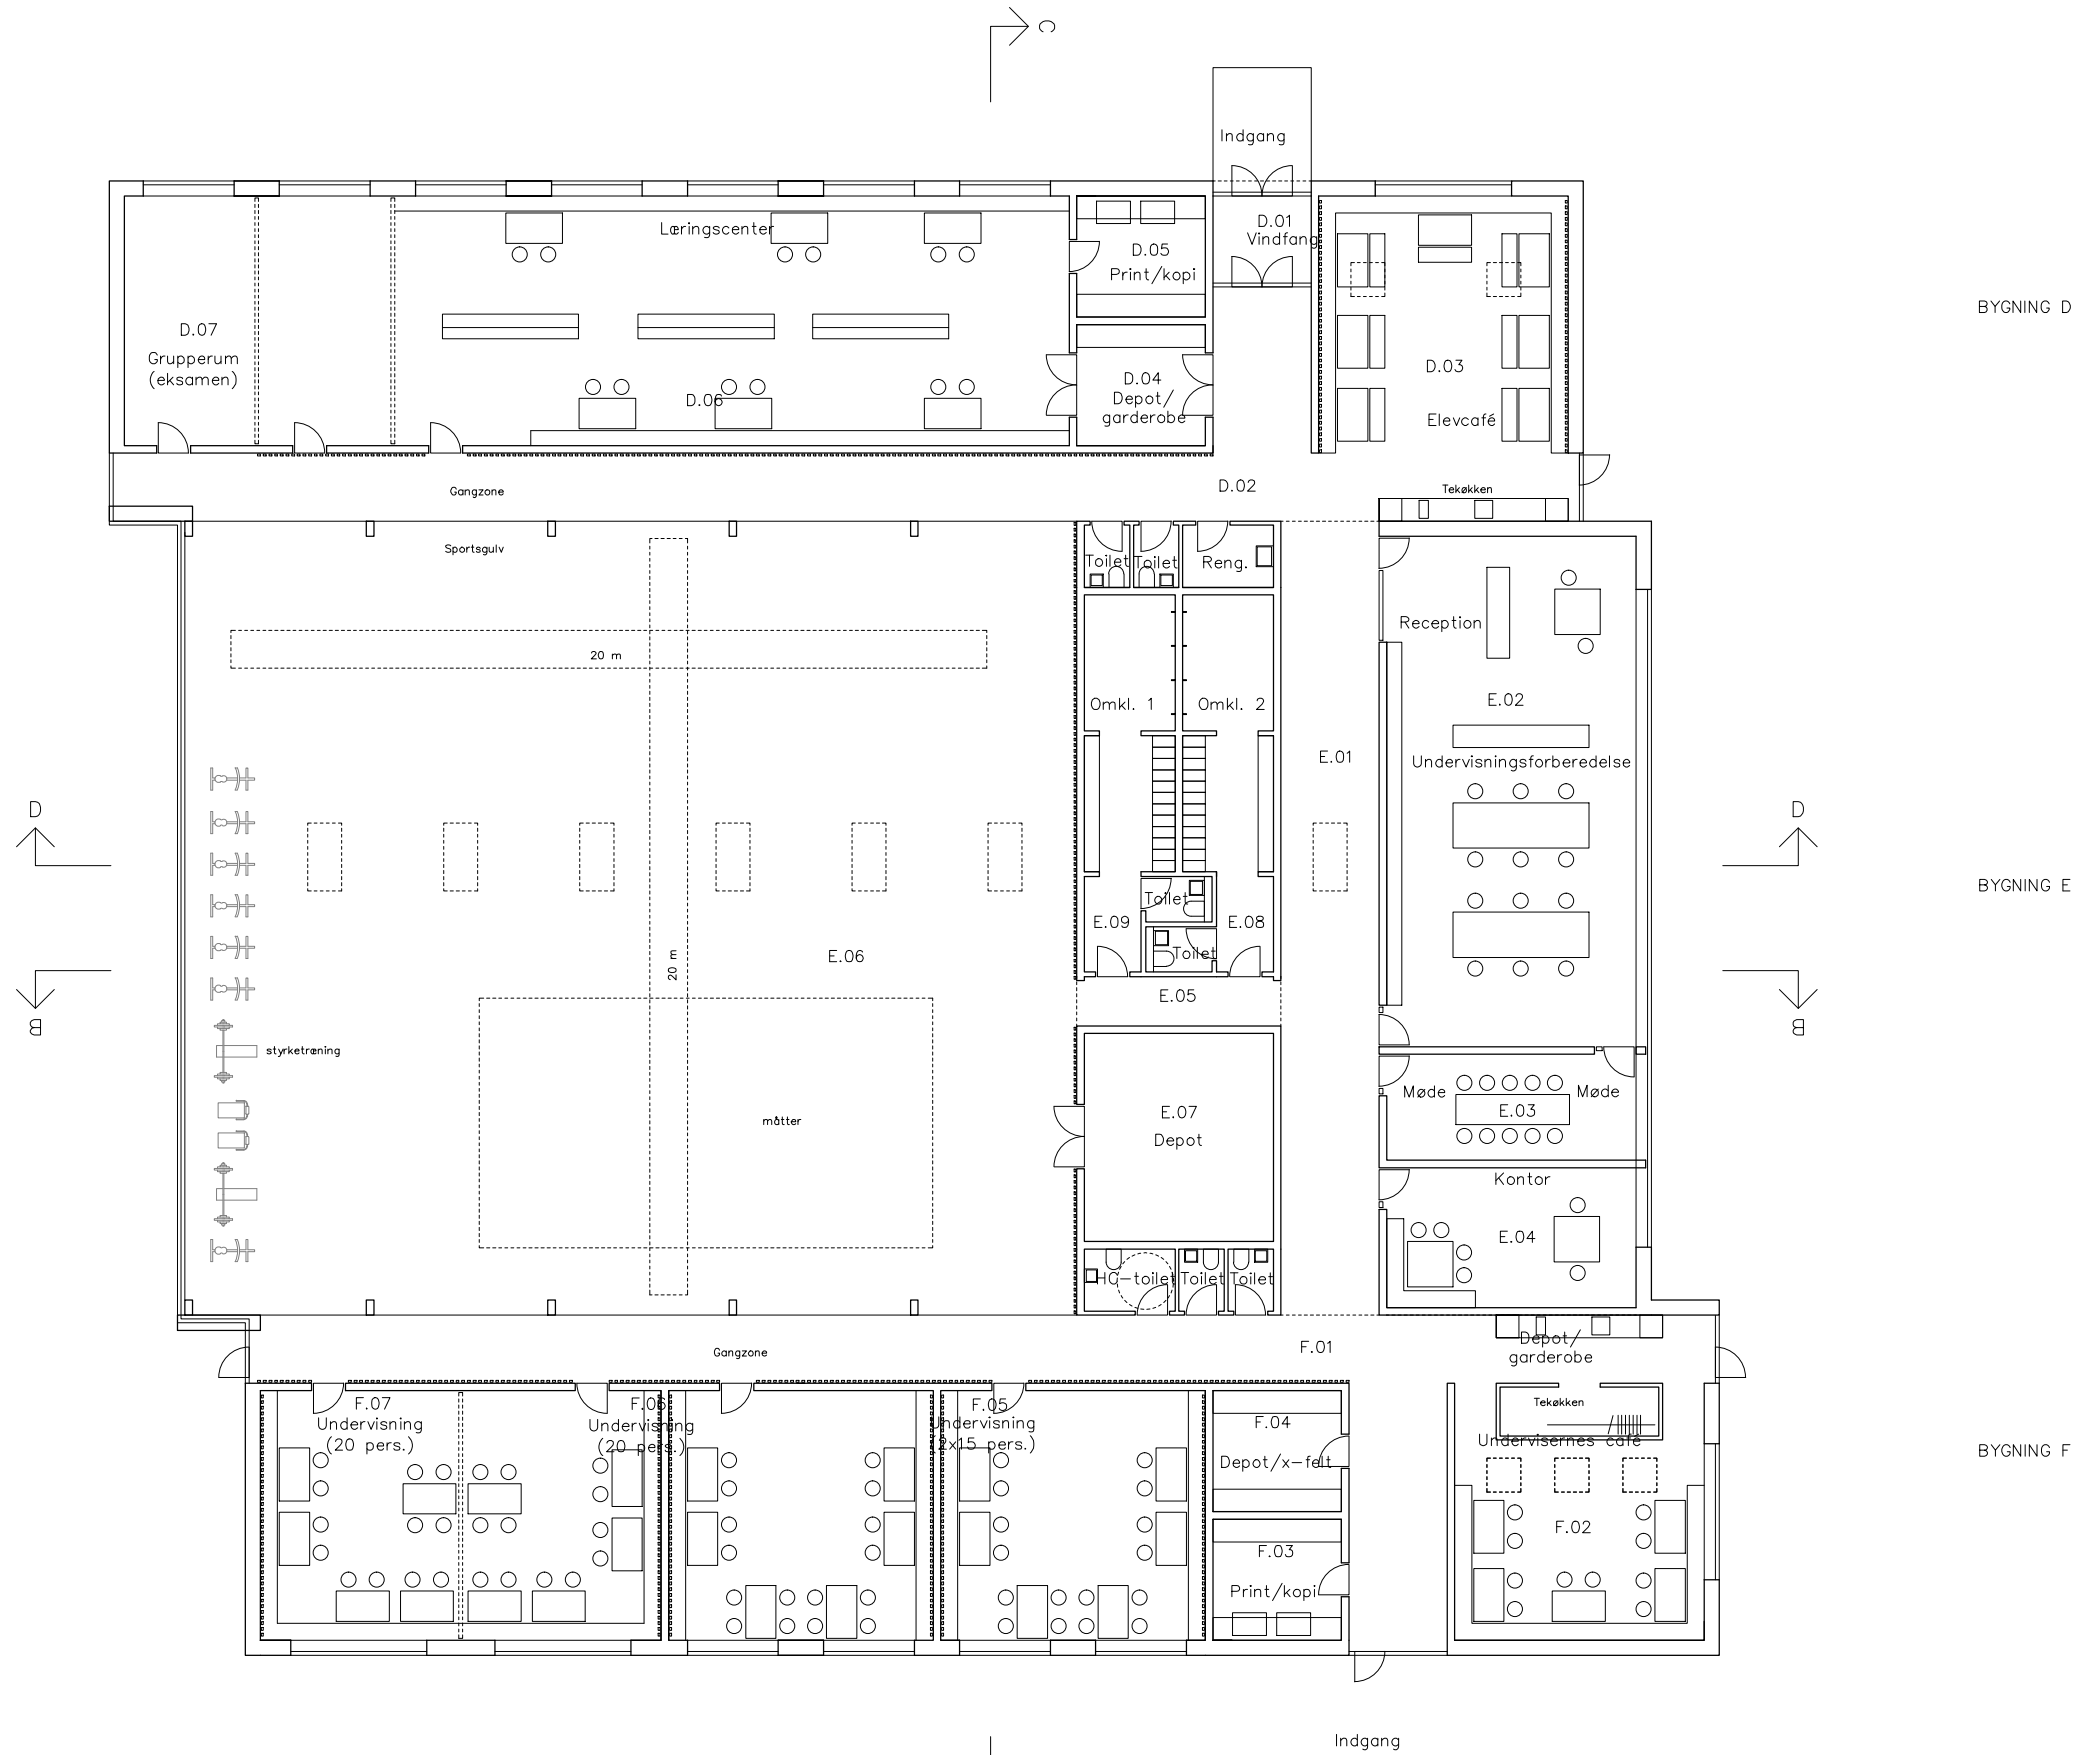 C
Indgang
D.01
Vindfang
Læringscenter
D.05
Print/kopi
BYGNING D
D.07
Grupperum
(eksamen)
D.06
D.04
Depot/
garderobe
D.03
Elevcafé
Gangzone
D.02
Tekøkken
Sportsgulv
Toilet
Toilet
Reng.
20 m
Reception
Omkl. 1
Omkl. 2
E.02
E.01
Undervisningsforberedelse
D
D
BYGNING E
Toilet
E.09
E.08
Toilet
E.06
20 m
E.05
B
B
styrketræning
måtter
E.07
Depot
Møde
Møde
E.03
Kontor
E.04
HC-toilet
Toilet
Toilet
Gangzone
F.01
Depot/
garderobe
Tekøkken
F.07
Undervisning
(20 pers.)
F.06
Undervisning
(20 pers.)
F.05
Undervisning
(2x15 pers.)
F.04
Depot/x-felt
Undervisernes café
BYGNING F
F.02
F.03
Print/kopi
Indgang